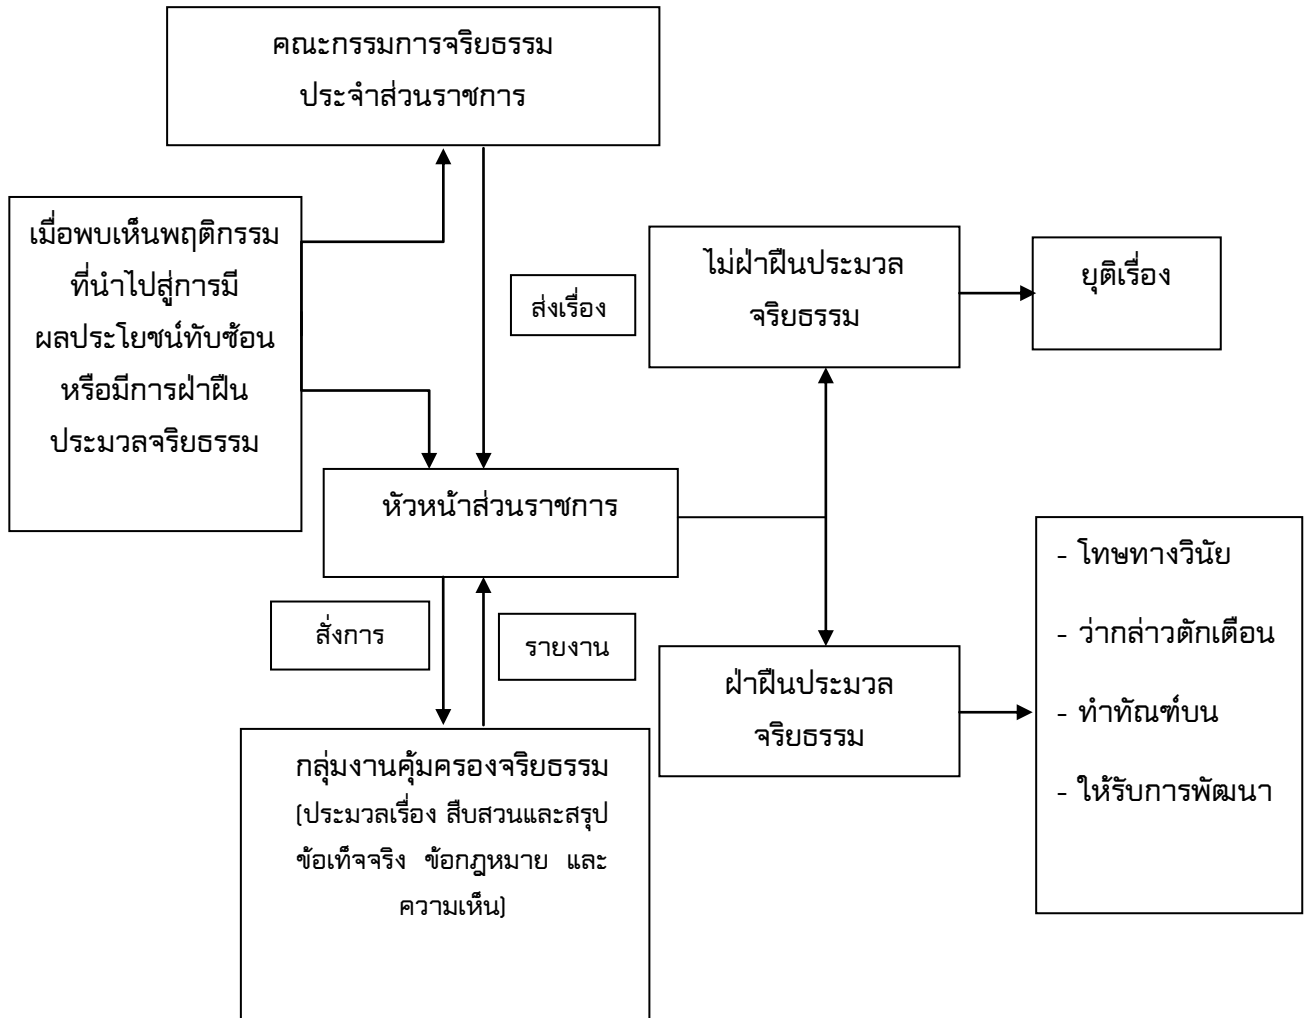 คณะกรรมการจริยธรรม
ประจำส่วนราชการ
เมื่อพบเห็นพฤติกรรม
ที่นำไปสู่การมี
ผลประโยชน์ทับซ้อน
หรือมีการฝ่าฝืน
ประมวลจริยธรรม
ส่งเรื่อง
ไม่ฝ่าฝืนประมวล
จริยธรรม
ยุติเรื่อง
หัวหน้าส่วนราชการ
สั่งการ
รายงาน
ฝ่าฝืนประมวล
จริยธรรม
- โทษทางวินัย
- ว่ากล่าวตักเตือน
- ทำทัณฑ์บน
- ให้รับการพัฒนา
กลุ่มงานคุ้มครองจริยธรรม
(ประมวลเรื่อง สืบสวนและสรุป
ข้อเท็จจริง ข้อกฎหมาย และ
ความเห็น)